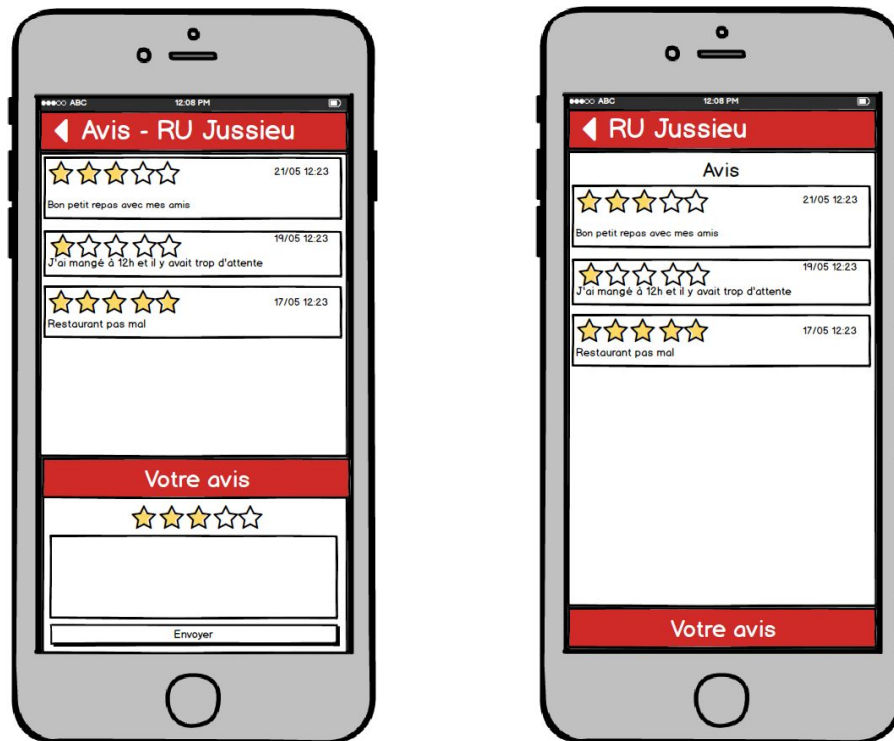 ABC 12:08 PM
Avis - RU Jussieu
21/05 12:23
Bon petit repas avec mes amis
19/05 12:23
J'ai mangé à 12h et il y avait trop d'attente
17/05 12:23
Restaurant pas mal
Votre avis
Envoyer
ABC 12:08 PM
RU Jussieu
Avis
21/05 12:23
Bon petit repas avec mes amis
19/05 12:23
J'ai mangé à 12h et il y avait trop d'attente
17/05 12:23
Restaurant pas mal
Votre avis